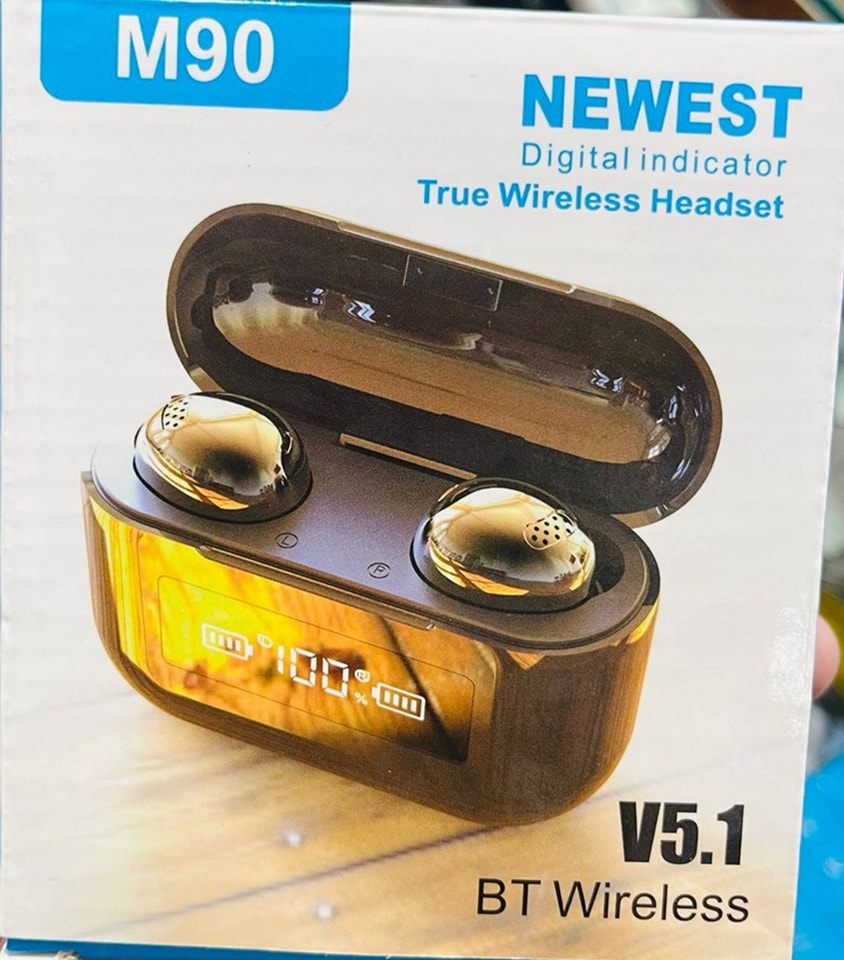 M90
NEWEST
Digital indicator
True Wireless Headset
L
R
L 100 % R
V5.1
BT Wireless